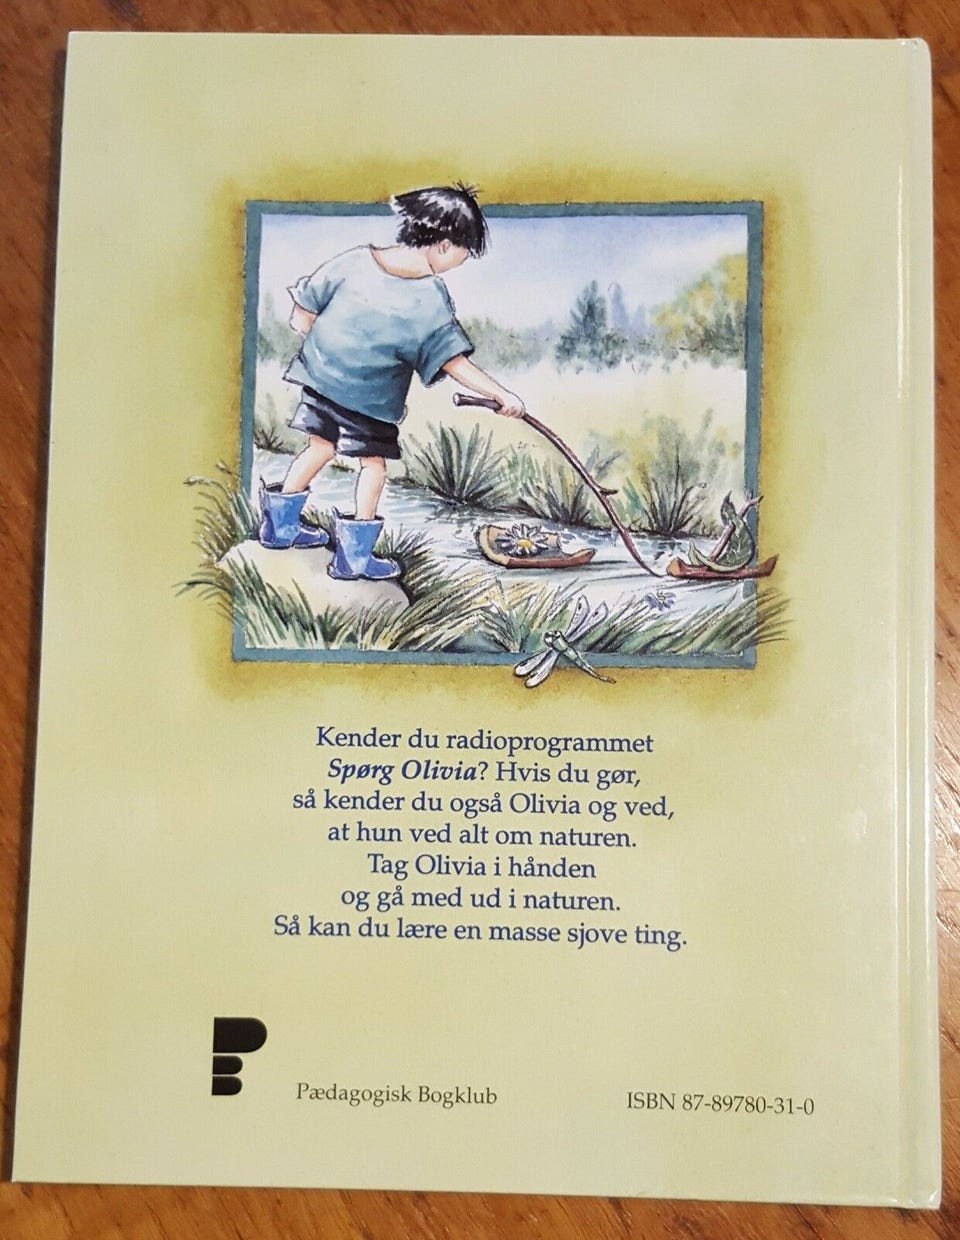 Kender du radioprogrammet
Spørg Olivia? Hvis du gør,
så kender du også Olivia og ved,
at hun ved alt om naturen.
Tag Olivia i hånden
og gå med ud i naturen.
Så kan du lære en masse sjove ting.
Pædagogisk Bogklub
ISBN 87-89780-31-0